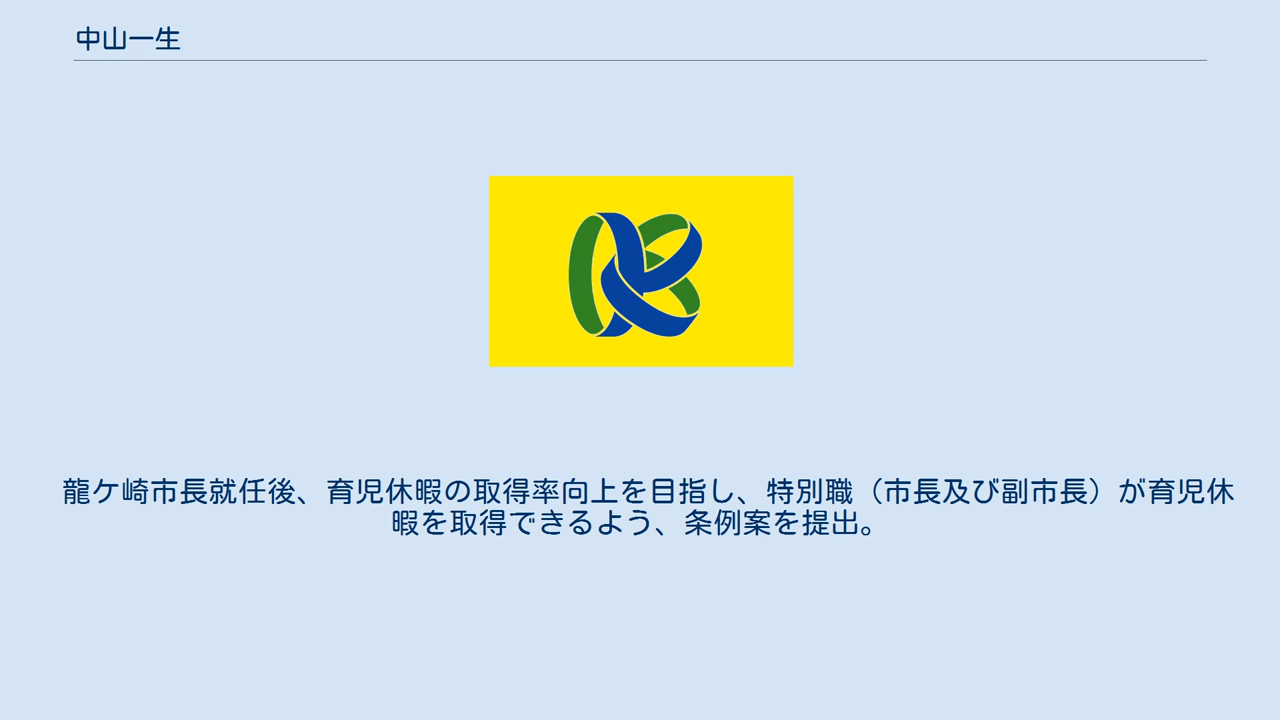 中山一生
龍ケ崎市長就任後、育児休暇の取得率向上を目指し、特別職（市長及び副市長）が育児休
暇を取得できるよう、条例案を提出。